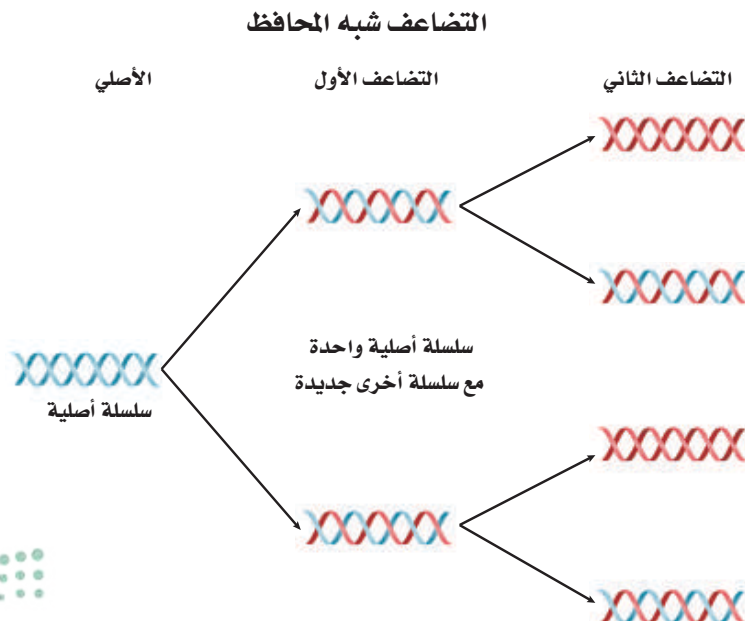 التضاعف شبه المحافظ
التضاعف الثاني
التضاعف الأول
الأصلي
سلسلة أصلية واحدة
مع سلسلة أخرى جديدة
سلسلة أصلية